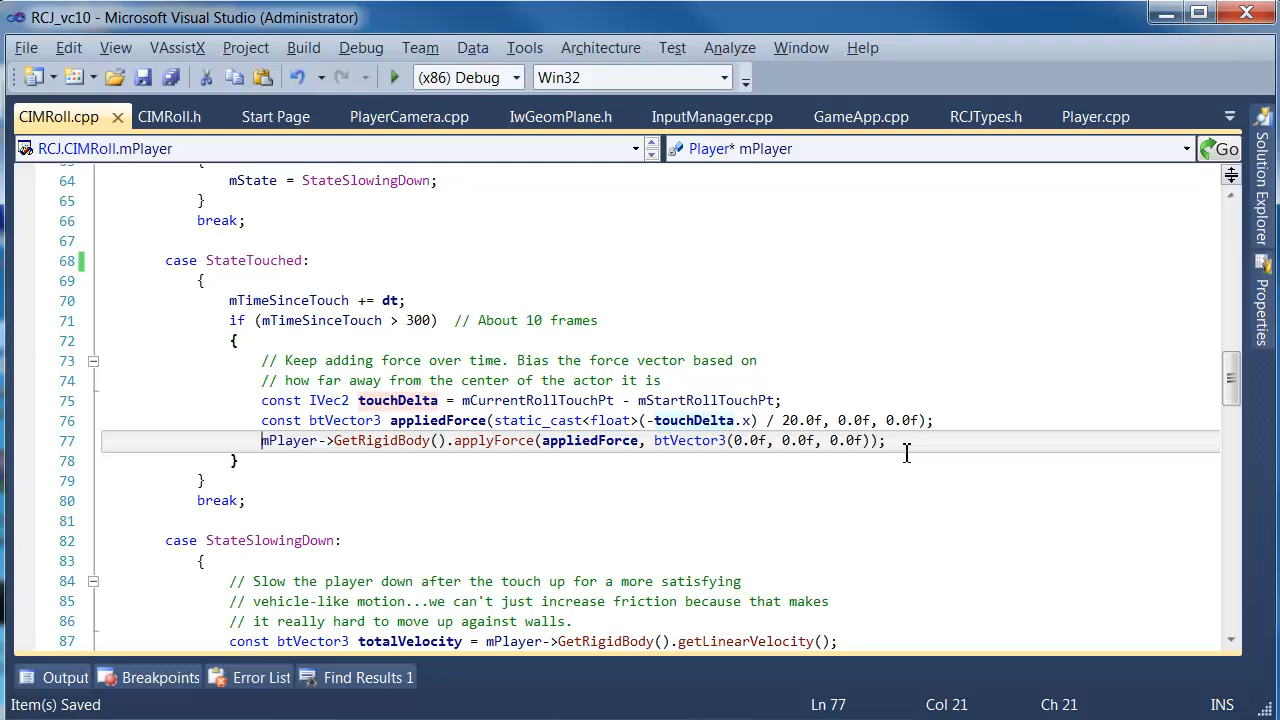 RCJ_vc10 - Microsoft Visual Studio (Administrator)
File Edit View VAssistX Project Build Debug Team Data Tools Architecture Test Analyze Window Help
(x86) Debug Win32
CIMRoll.cpp CIMRoll.h Start Page PlayerCamera.cpp IwGeomPlane.h InputManager.cpp GameApp.cpp RCJTypes.h Player.cpp
RCJ.CIMRoll.mPlayer Player* mPlayer Go
Solution Explorer
Properties
{
64 mState = StateSlowingDown;
65 }
66 break;
67
68 case StateTouched:
69 {
70 mTimeSinceTouch += dt;
71 if (mTimeSinceTouch > 300)  // About 10 frames
72 {
73 // Keep adding force over time. Bias the force vector based on
74 // how far away from the center of the actor it is
75 const IVec2 touchDelta = mCurrentRollTouchPt - mStartRollTouchPt;
76 const btVector3 appliedForce(static_cast<float>(-touchDelta.x) / 20.0f, 0.0f, 0.0f);
77 mPlayer->GetRigidBody().applyForce(appliedForce, btVector3(0.0f, 0.0f, 0.0f));
78 }
79 }
80 break;
81
82 case StateSlowingDown:
83 {
84 // Slow the player down after the touch up for a more satisfying
85 // vehicle-like motion...we can't just increase friction because that makes
86 // it really hard to move up against walls.
87 const btVector3 totalVelocity = mPlayer->GetRigidBody().getLinearVelocity();
Output Breakpoints Error List Find Results 1
Item(s) Saved Ln 77 Col 21 Ch 21 INS